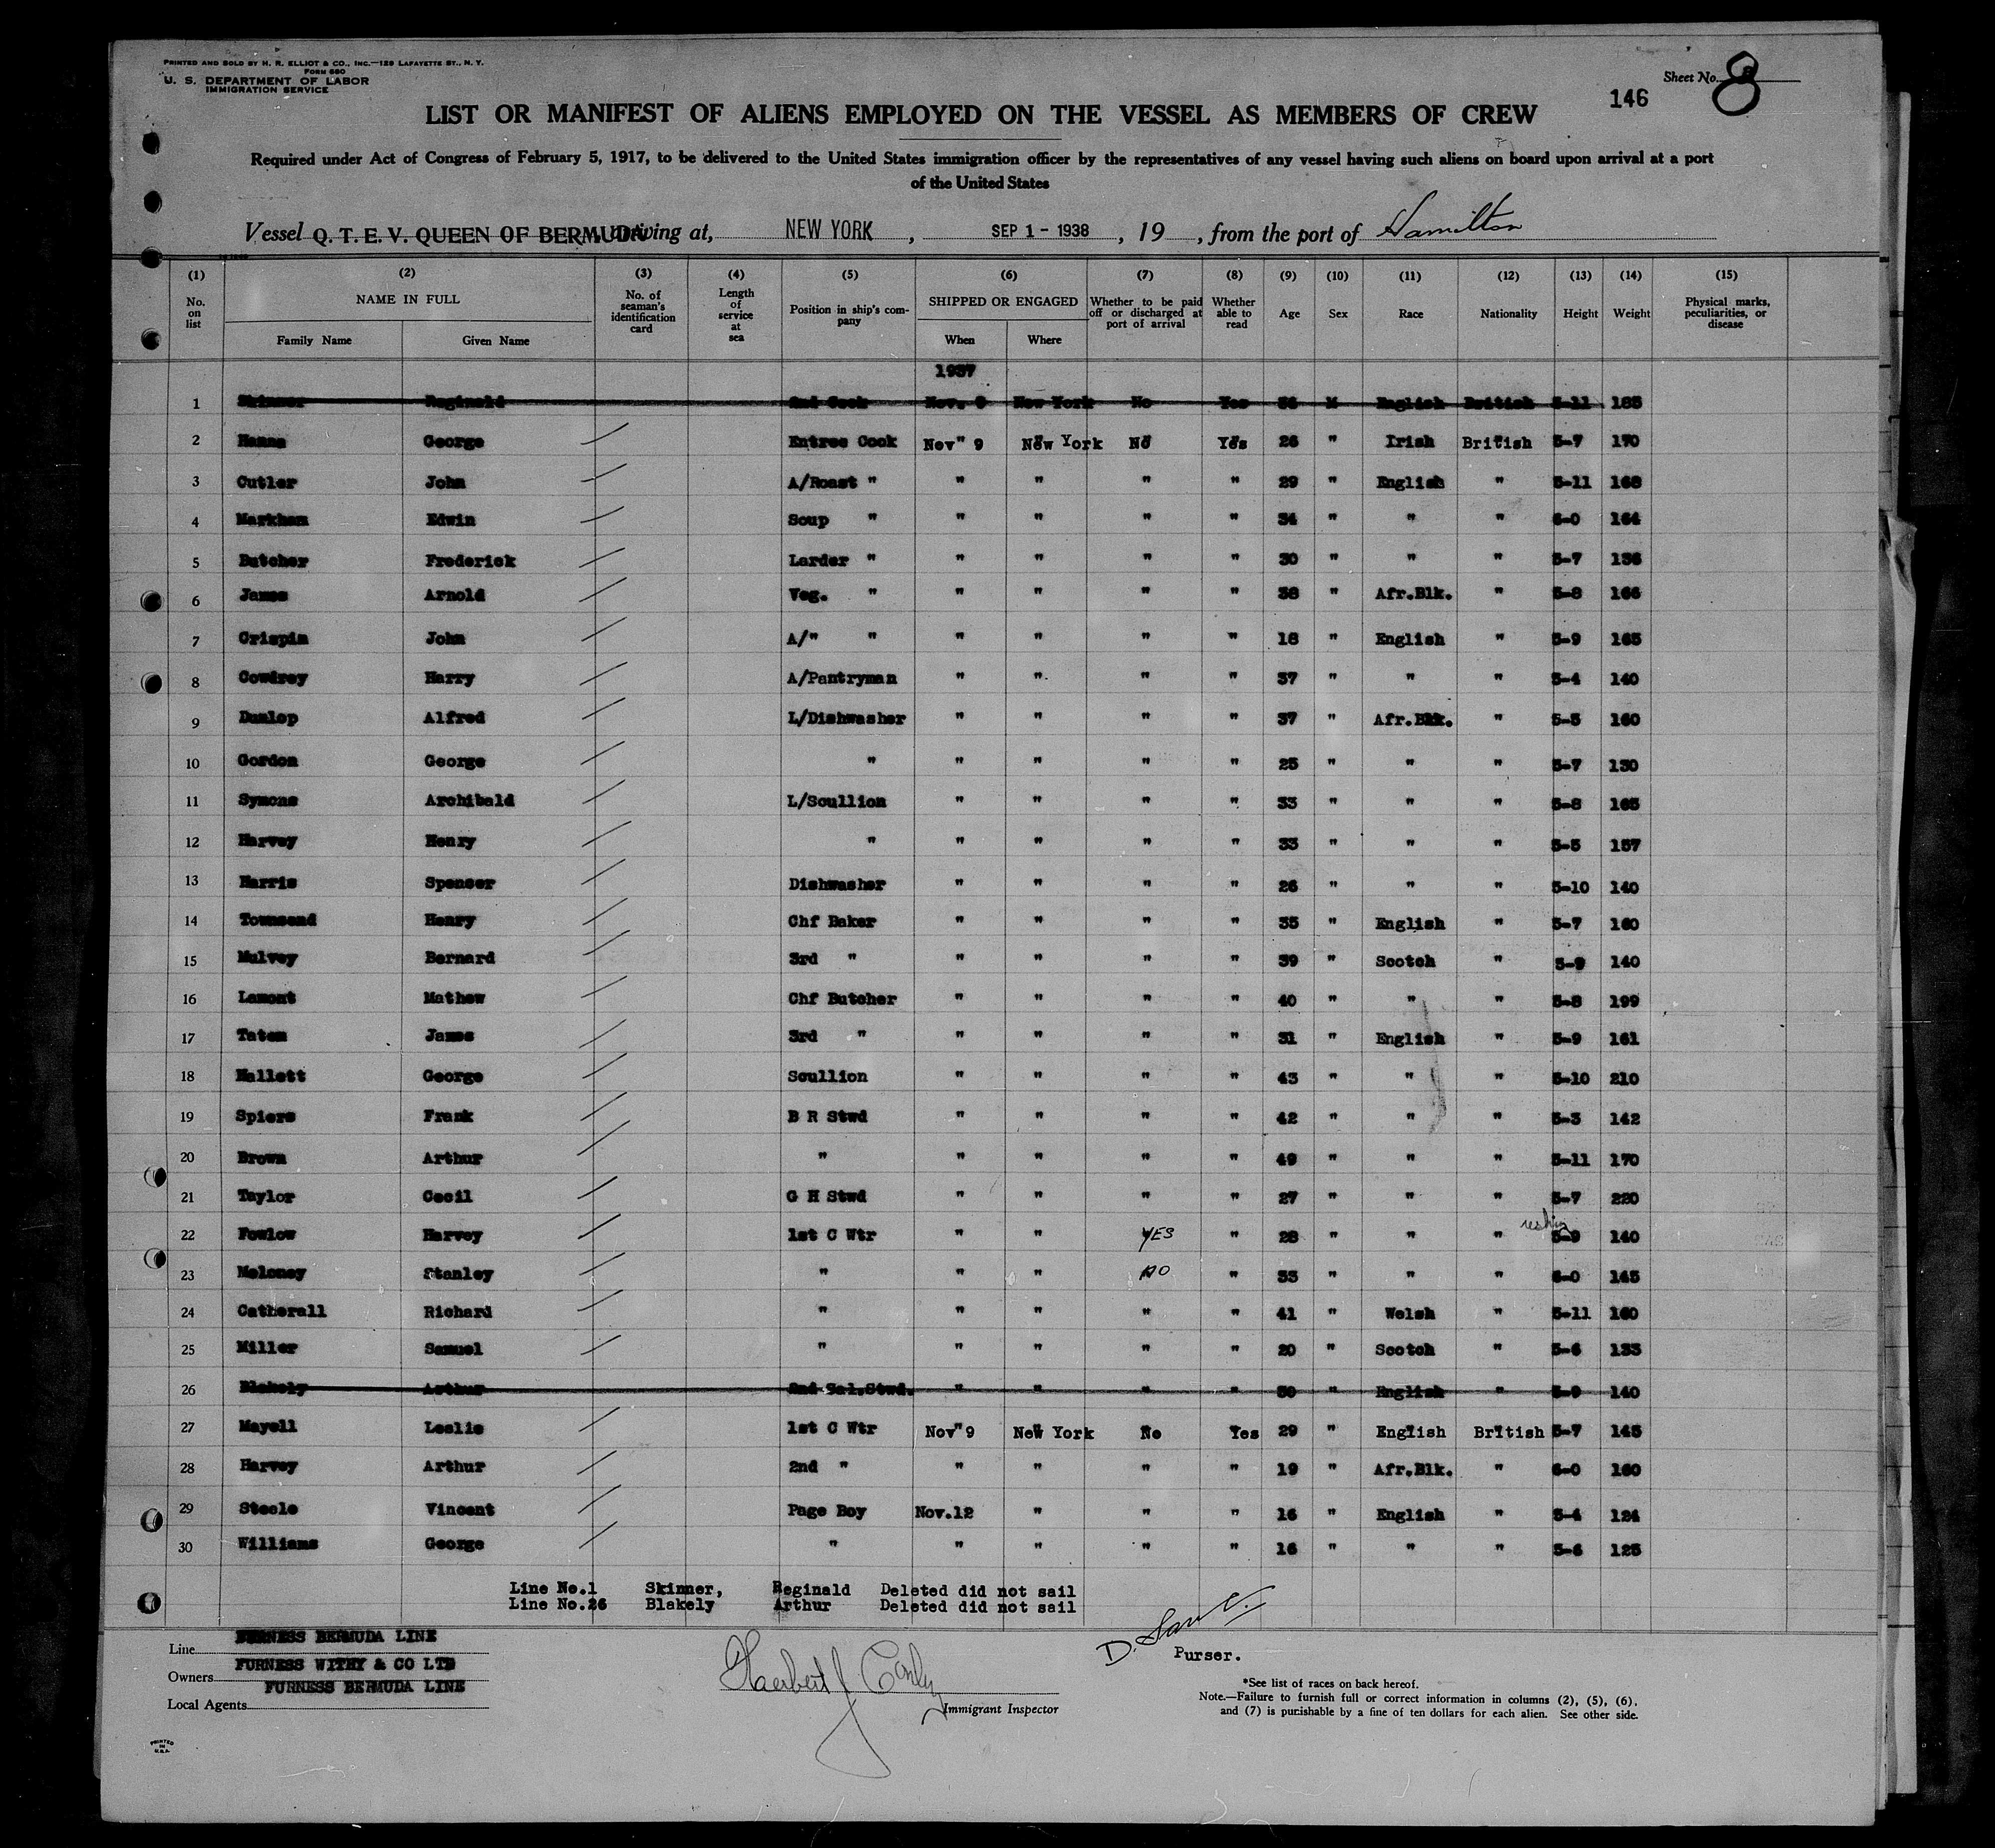 PRINTED AND SOLD BY H. R. ELLIOT & CO., INC.—129 LAFAYETTE ST., N. Y.
FORM 680
U. S. DEPARTMENT OF LABOR
IMMIGRATION SERVICE
Sheet No. 8
146
LIST OR MANIFEST OF ALIENS EMPLOYED ON THE VESSEL AS MEMBERS OF CREW
Required under Act of Congress of February 5, 1917, to be delivered to the United States immigration officer by the representatives of any vessel having such aliens on board upon arrival at a port
of the United States
Vessel Q. T. E. V. QUEEN OF BERMUDA arriving at, NEW YORK, SEP 1 - 1938, 19, from the port of Hamilton
(1) (2) (3) (4) (5) (6) (7) (8) (9) (10) (11) (12) (13) (14) (15)
No. on list NAME IN FULL Family Name Given Name No. of seaman's identification card Length of service at sea Position in ship's company SHIPPED OR ENGAGED When Where Whether to be paid off or discharged at port of arrival Whether able to read Age Sex Race Nationality Height Weight Physical marks, peculiarities, or disease
1937
1 Skinner Reginald 2nd Cook Nov. 9 New York No Yes M English British 5-11 185
2 Hanna George Entree Cook Nov " 9 New York No Yes 26 " Irish British 5-7 170
3 Cutler John A/Roast " " " " " 29 " English " 5-11 168
4 Markham Edwin Soup " " " " " 34 " " " 6-0 164
5 Butcher Frederick Larder " " " " " 30 " " " 5-7 136
6 James Arnold Veg. " " " " " 38 " Afr.Blk. " 5-8 166
7 Crispin John A/" " " " " " 18 " English " 5-9 165
8 Cowdrey Harry A/Pantryman " " " " 37 " " " 5-4 140
9 Dunlop Alfred L/Dishwasher " " " " 37 " Afr.Blk. " 5-5 160
10 Gordon George " " " " " 25 " " " 5-7 130
11 Symons Archibald L/Scullion " " " " 33 " " " 5-8 165
12 Harvey Henry " " " " " 33 " " " 5-5 157
13 Harris Spencer Dishwasher " " " " 26 " " " 5-10 140
14 Townsend Henry Chf Baker " " " " 35 " English " 5-7 160
15 Mulvey Bernard 3rd " " " " " 39 " Scotch " 5-9 140
16 Lamont Mathew Chf Butcher " " " " 40 " " " 5-8 199
17 Tatem James 3rd " " " " " 31 " English " 5-9 161
18 Hallett George Scullion " " " " 43 " " " 5-10 210
19 Spiers Frank B R Stwd " " " " 42 " " " 5-3 142
20 Brown Arthur " " " " " 49 " " " 5-11 170
21 Taylor Cecil G H Stwd " " " " 27 " " " 5-7 220
22 Fowlow Harvey 1st C Wtr " " YES " 28 " " " 5-9 140
23 Moloney Stanley " " " NO " 33 " " " 6-0 145
24 Catherall Richard " " " " " 41 " Welsh " 5-11 160
25 Miller Samuel " " " " " 20 " Scotch " 5-6 133
26 Blakely Arthur 2nd Sal.Stwd. " " " " 30 " English " 5-9 140
27 Mayell Leslie 1st C Wtr Nov " 9 New York No Yes 29 " English British 5-7 145
28 Harvey Arthur 2nd " " " " " 19 " Afr.Blk. " 6-0 160
29 Steele Vincent Page Boy Nov.12 " " " 16 " English " 5-4 124
30 Williams George " " " " " 16 " " " 5-6 125
Line No.1 Skinner, Reginald Deleted did not sail
Line No.26 Blakely Arthur Deleted did not sail
Line FURNESS BERMUDA LINE
Owners FURNESS WITHY & CO LTD
Local Agents FURNESS BERMUDA LINE
Immigrant Inspector
Purser.
*See list of races on back hereof.
Note.—Failure to furnish full or correct information in columns (2), (5), (6), and (7) is punishable by a fine of ten dollars for each alien. See other side.
PRINTED IN U.S.A.